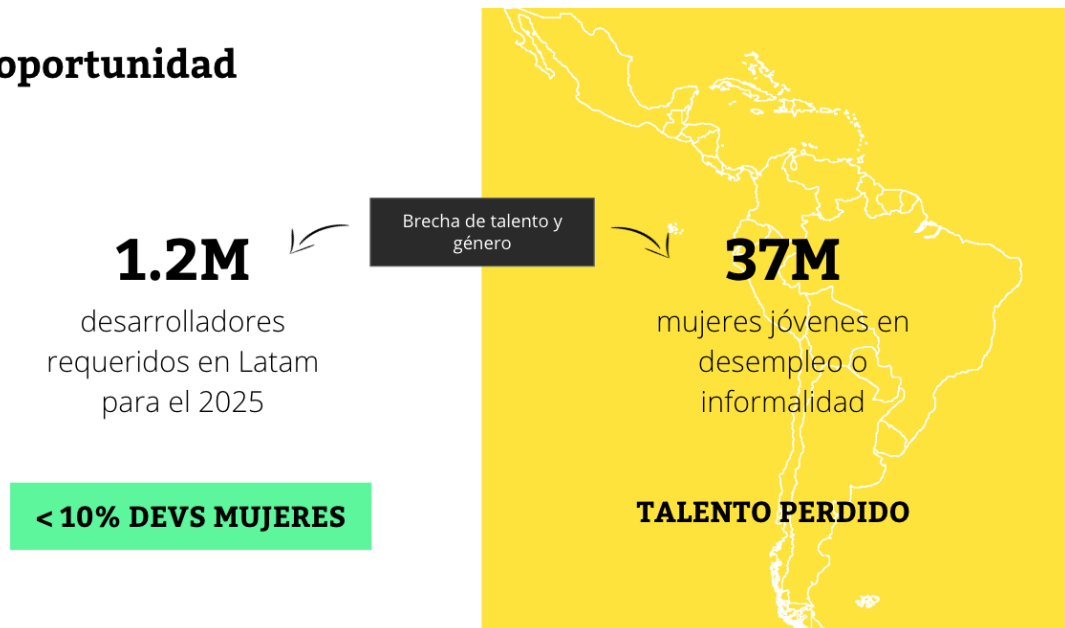 oportunidad
Brecha de talento y
género
1.2M
desarrolladores
requeridos en Latam
para el 2025
< 10% DEVS MUJERES
37M
mujeres jóvenes en
desempleo o
informalidad
TALENTO PERDIDO